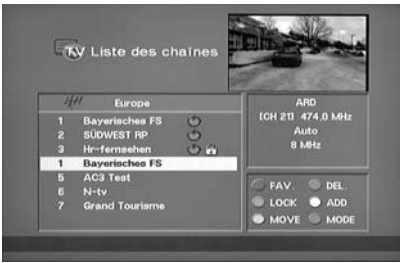 TV Liste des chaînes
4/11 Europe
1 Bayerisches FS
2 SÜDWEST RP
3 Hr-fernsehen
1 Bayerisches FS
5 AC3 Test
6 N-tv
7 Grand Tourisme
ARD
[CH 21] 474,0 MHz
Auto
8 MHz
FAV. DEL.
LOCK ADD
MOVE MODE